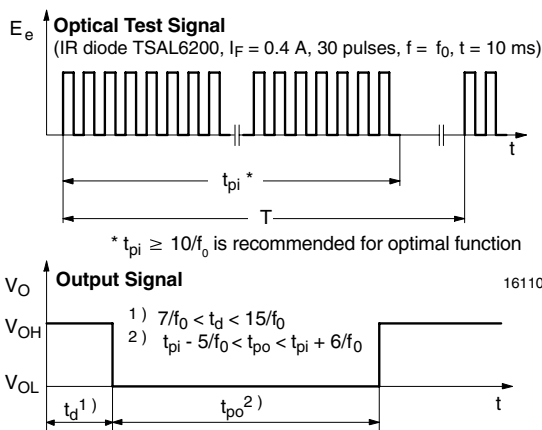 E_e
Optical Test Signal
(IR diode TSAL6200, I_F = 0.4 A, 30 pulses, f = f_0, t = 10 ms)
t
t_pi *
T
* t_pi ≥ 10/f_0 is recommended for optimal function
V_O
Output Signal
16110
V_OH
1) 7/f_0 < t_d < 15/f_0
2) t_pi - 5/f_0 < t_po < t_pi + 6/f_0
V_OL
t_d 1)
t_po 2)
t